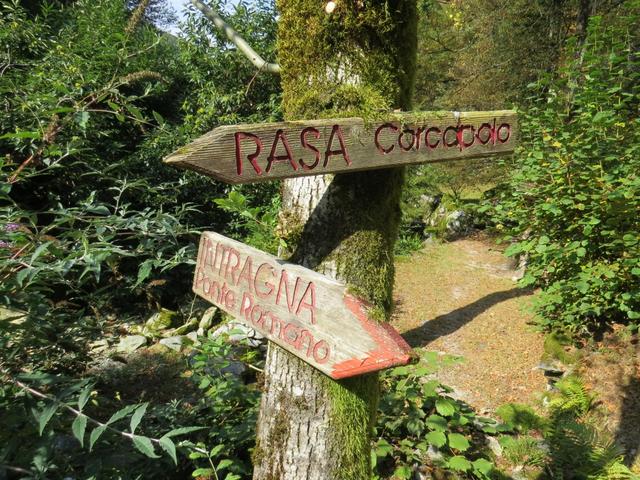 RASA Corcapolo
INTRAGNA
Ponte Romano